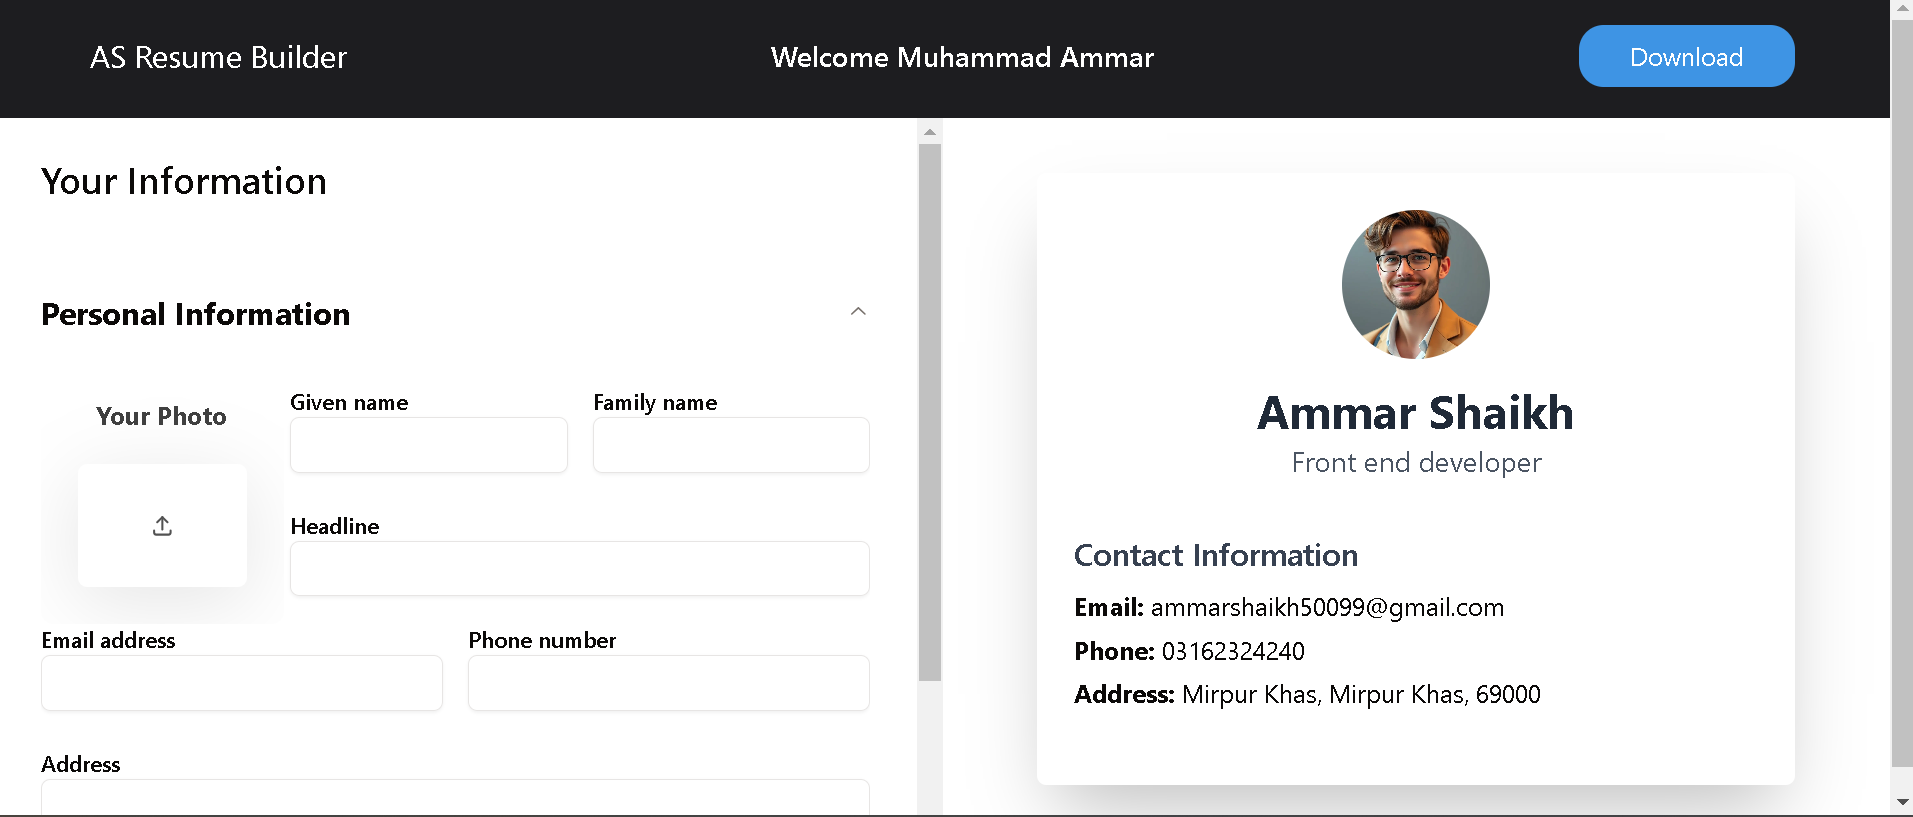 AS Resume Builder
Welcome Muhammad Ammar
Download
Your Information
Personal Information
Your Photo
Given name
Family name
Headline
Email address
Phone number
Address
Ammar Shaikh
Front end developer
Contact Information
Email: ammarshaikh50099@gmail.com
Phone: 03162324240
Address: Mirpur Khas, Mirpur Khas, 69000